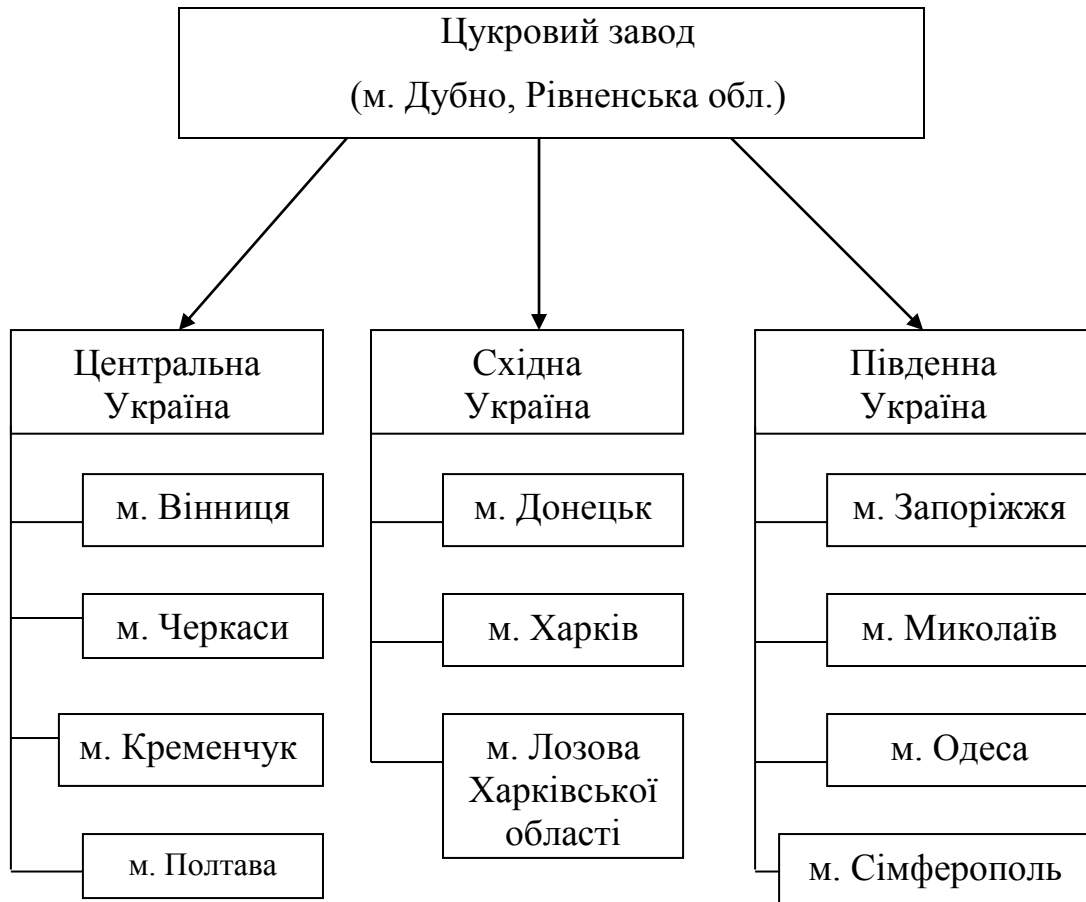 Цукровий завод
(м. Дубно, Рівненська обл.)
Центральна
Україна
м. Вінниця
м. Черкаси
м. Кременчук
м. Полтава
Східна
Україна
м. Донецьк
м. Харків
м. Лозова
Харківської
області
Південна
Україна
м. Запоріжжя
м. Миколаїв
м. Одеса
м. Сімферополь